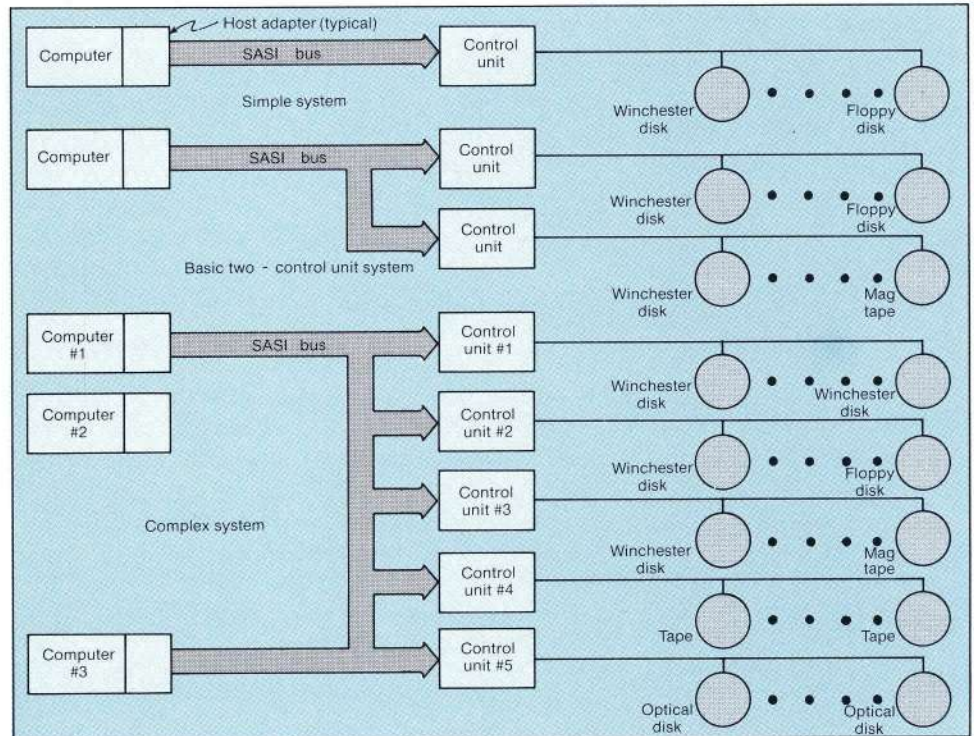 Host adapter (typical)
Computer
SASI bus
Control
unit
Simple system
Winchester
disk
Floppy
disk
Computer
SASI bus
Control
unit
Winchester
disk
Floppy
disk
Control
unit
Basic two - control unit system
Winchester
disk
Mag
tape
Computer
#1
SASI bus
Control
unit #1
Winchester
disk
Winchester
disk
Computer
#2
Control
unit #2
Winchester
disk
Floppy
disk
Control
unit #3
Complex system
Winchester
disk
Mag
tape
Control
unit #4
Tape
Tape
Computer
#3
Control
unit #5
Optical
disk
Optical
disk